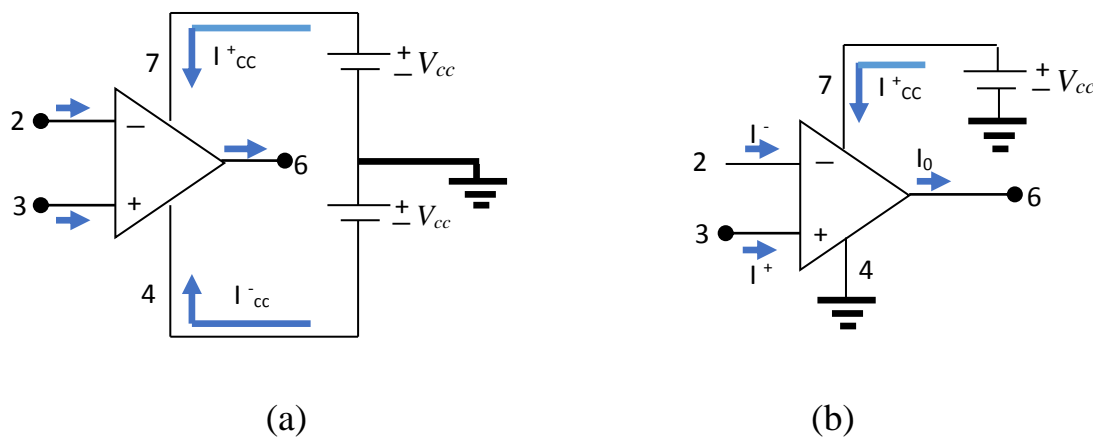 I⁺CC
7
+
− Vcc
2
−
6
3
+
+
− Vcc
4
I⁻cc
(a)
I⁺CC
7
+
− Vcc
I⁻
2
−
I₀
6
3
+
I⁺
4
(b)